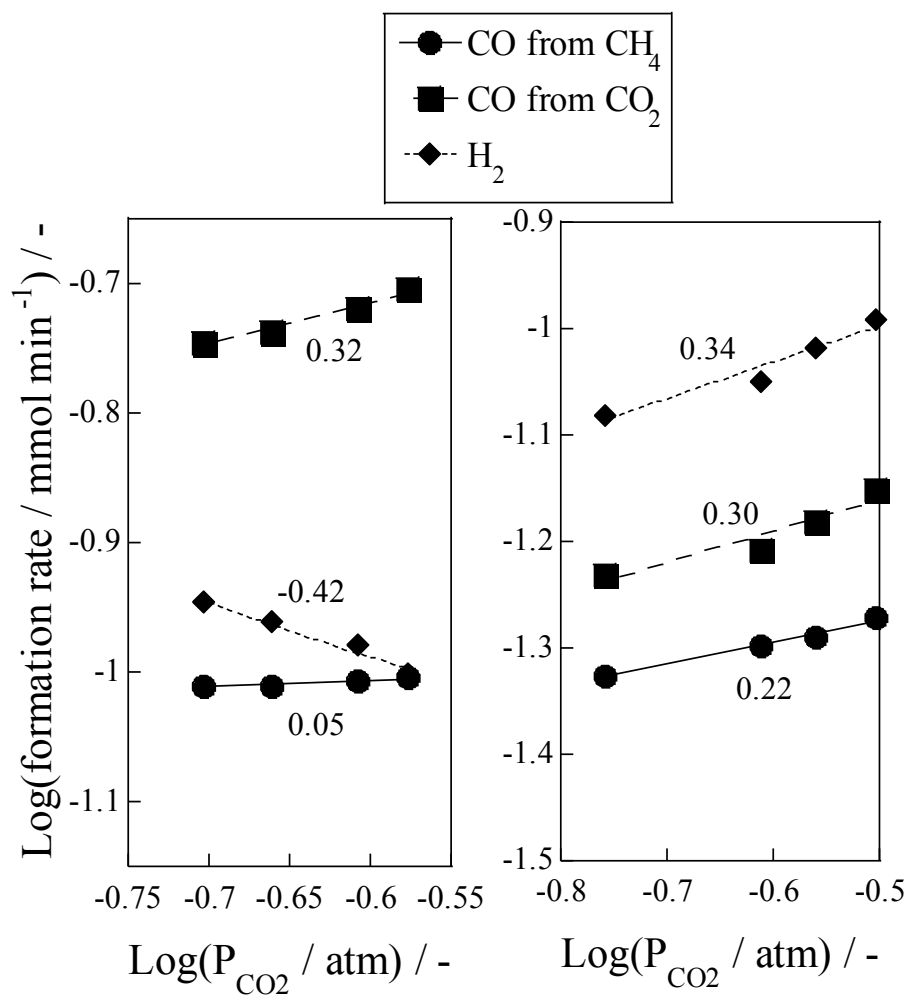 CO from CH4
CO from CO2
H2
Log(formation rate / mmol min-1) / -
-0.7
-0.8
-0.9
-1
-1.1
0.32
-0.42
0.05
-0.75 -0.7 -0.65 -0.6 -0.55
Log(PCO2 / atm) / -
-0.9
-1
-1.1
-1.2
-1.3
-1.4
-1.5
0.34
0.30
0.22
-0.8 -0.7 -0.6 -0.5
Log(PCO2 / atm) / -